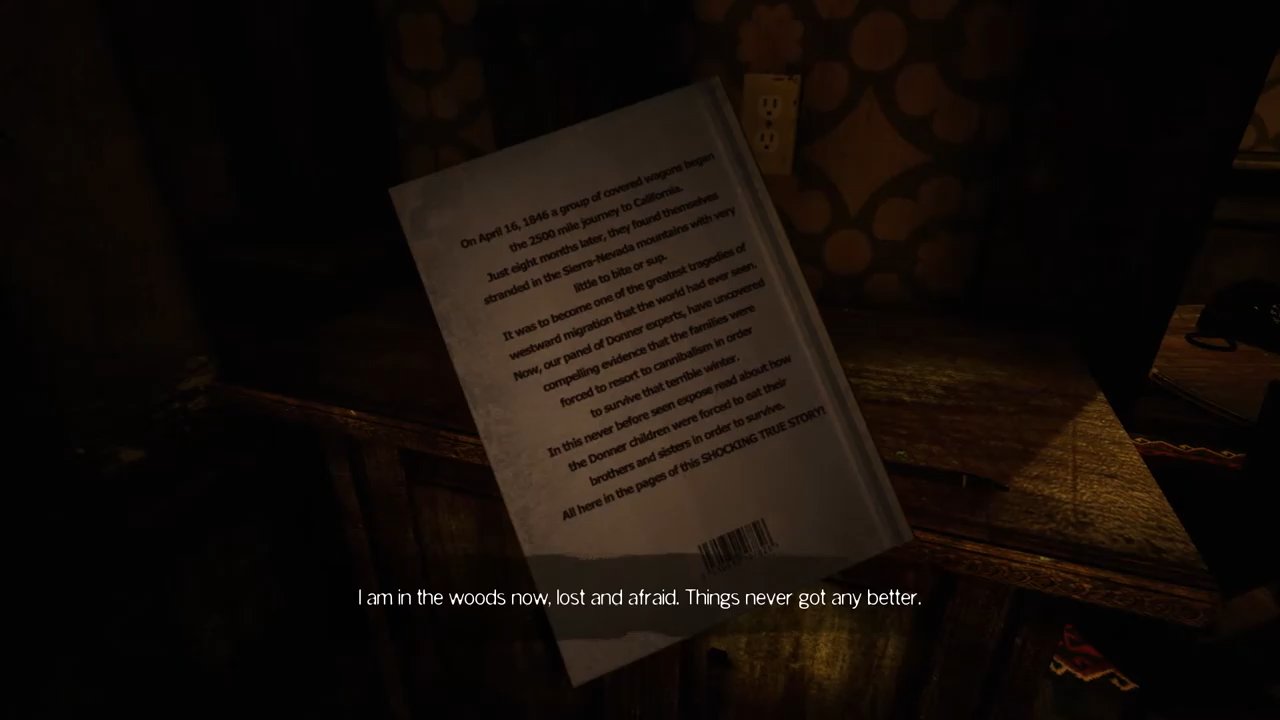 On April 16, 1846 a group of covered wagons began
the 2500 mile journey to California.
Just eight months later, they found themselves
stranded in the Sierra-Nevada mountains with very
little to bite or sup.
It was to become one of the greatest tragedies of
westward migration that the world had ever seen.
Now, our panel of Donner experts, have uncovered
compelling evidence that the families were
forced to resort to cannibalism in order
to survive that terrible winter.
In this never before seen expose read about how
the Donner children were forced to eat their
brothers and sisters in order to survive.
All here in the pages of this SHOCKING TRUE STORY!
I am in the woods now, lost and afraid. Things never got any better.